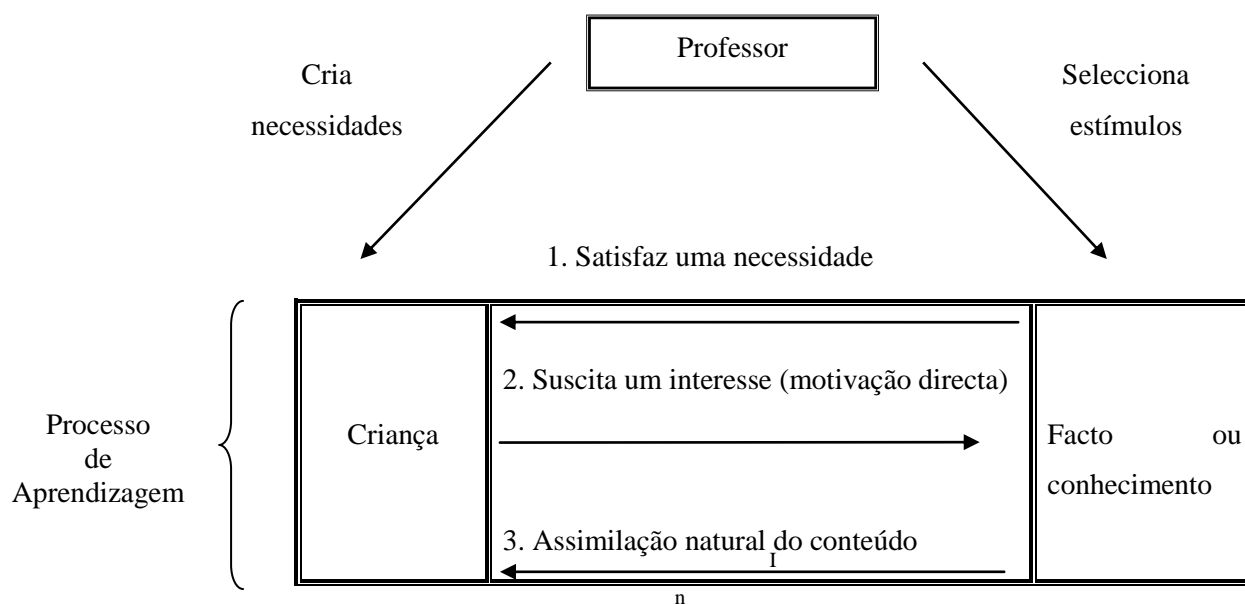 Professor
Cria
necessidades
Selecciona
estímulos
1. Satisfaz uma necessidade
2. Suscita um interesse (motivação directa)
Processo
de
Aprendizagem
Criança
Facto ou
conhecimento
3. Assimilação natural do conteúdo
I
n